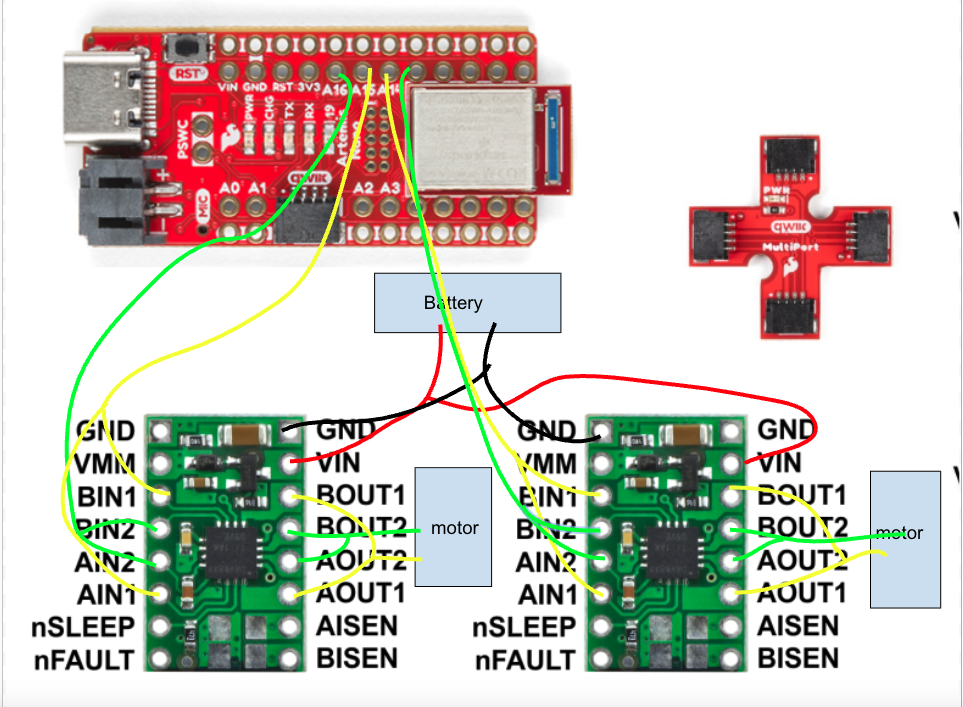 RST
VIN GND RST 3V3 A16 A15 A14
PWR
CHG
TX
RX
19
PSWC
Artemis
Nano
qwiic
MIC
A0 A1 A2 A3
PWR
qwiic
MultiPort
Battery
GND
VMM
BIN1
BIN2
AIN2
AIN1
nSLEEP
nFAULT
GND
VIN
BOUT1
BOUT2
AOUT2
AOUT1
AISEN
BISEN
motor
GND
VMM
BIN1
BIN2
AIN2
AIN1
nSLEEP
nFAULT
GND
VIN
BOUT1
BOUT2
AOUT2
AOUT1
AISEN
BISEN
motor